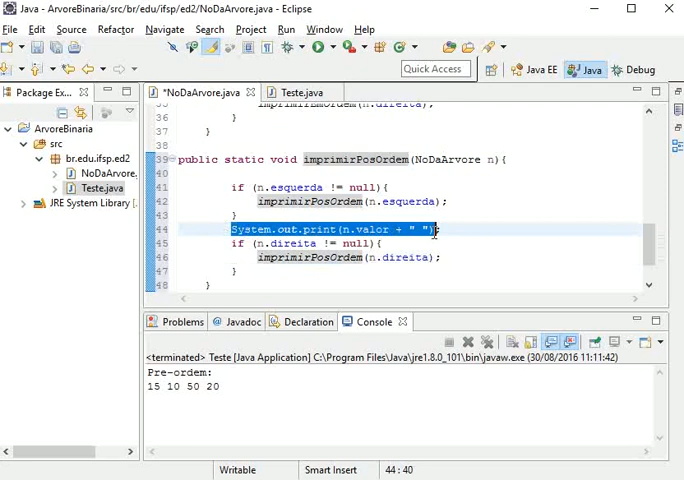 Java - ArvoreBinaria/src/br/edu/ifsp/ed2/NoDaArvore.java - Eclipse
File Edit Source Refactor Navigate Search Project Run Window Help
Quick Access
Java EE
Java
Debug
Package Ex...
*NoDaArvore.java
Teste.java
ArvoreBinaria
src
br.edu.ifsp.ed2
NoDaArvore.
Teste.java
JRE System Library [
imprimirEmOrdem(n.direita);
36 }
37 }
38
39 public static void imprimirPosOrdem(NoDaArvore n){
40
41 if (n.esquerda != null){
42 imprimirPosOrdem(n.esquerda);
43 }
44 System.out.print(n.valor + " ");
45 if (n.direita != null){
46 imprimirPosOrdem(n.direita);
47 }
48 }
Problems
@ Javadoc
Declaration
Console
<terminated> Teste [Java Application] C:\Program Files\Java\jre1.8.0_101\bin\javaw.exe (30/08/2016 11:11:42)
Pre-ordem:
15 10 50 20
Writable
Smart Insert
44 : 40